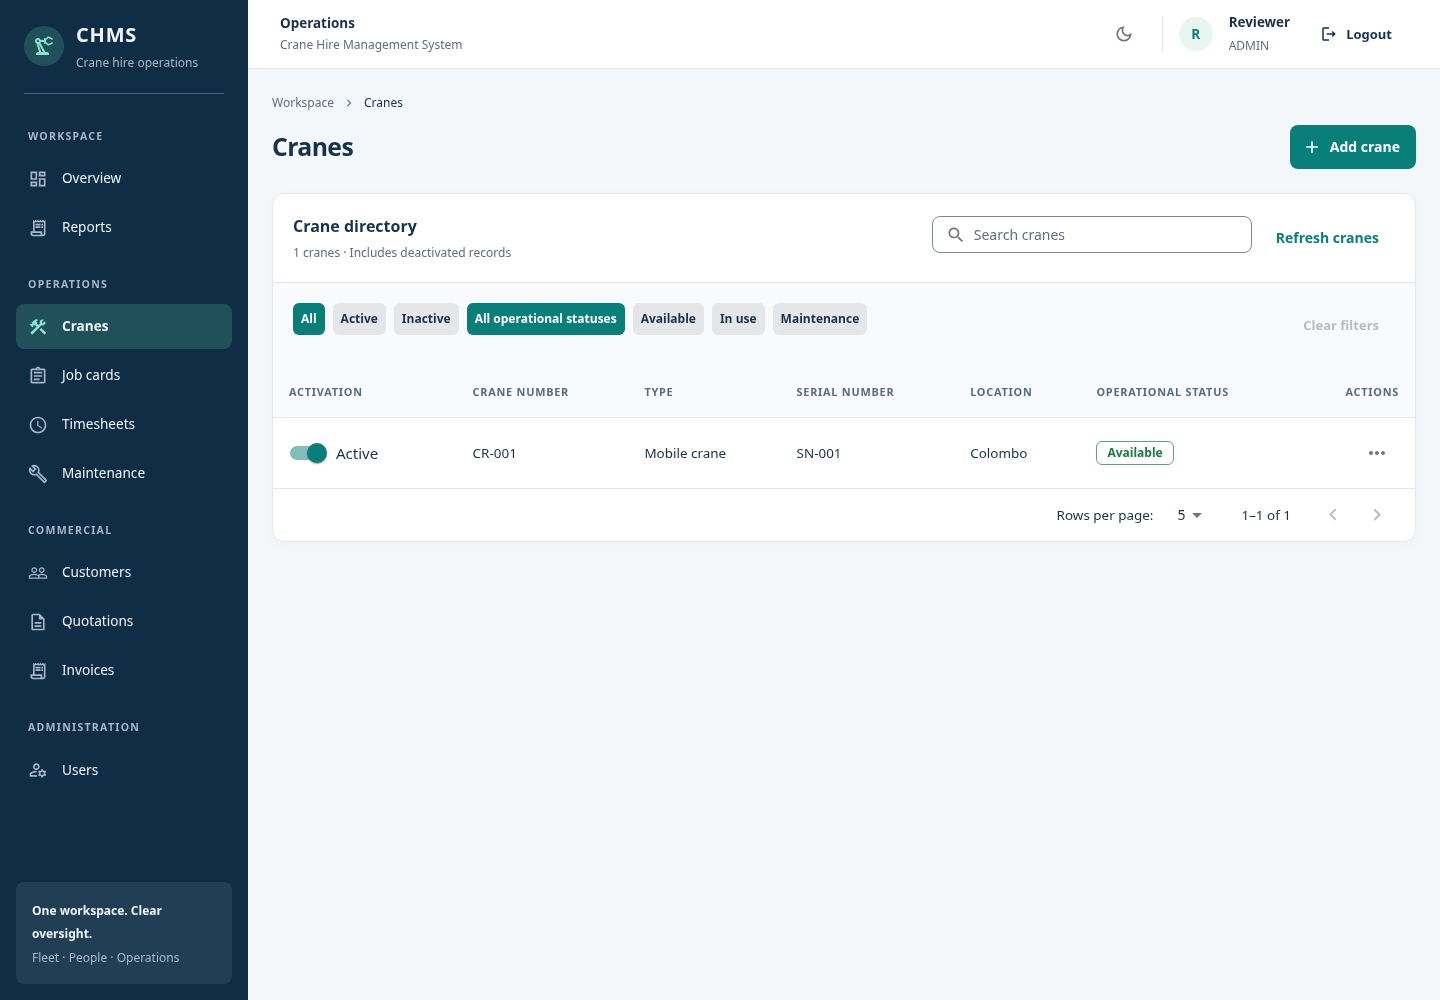 CHMS
Crane hire operations
WORKSPACE
Overview
Reports
OPERATIONS
Cranes
Job cards
Timesheets
Maintenance
COMMERCIAL
Customers
Quotations
Invoices
ADMINISTRATION
Users
One workspace. Clear
oversight.
Fleet · People · Operations
Operations
Crane Hire Management System
R
Reviewer
ADMIN
Logout
Workspace > Cranes
Cranes
Add crane
Crane directory
1 cranes · Includes deactivated records
Search cranes
Refresh cranes
All Active Inactive All operational statuses Available In use Maintenance
Clear filters
ACTIVATION CRANE NUMBER TYPE SERIAL NUMBER LOCATION OPERATIONAL STATUS ACTIONS
Active CR-001 Mobile crane SN-001 Colombo Available
Rows per page: 5 1–1 of 1